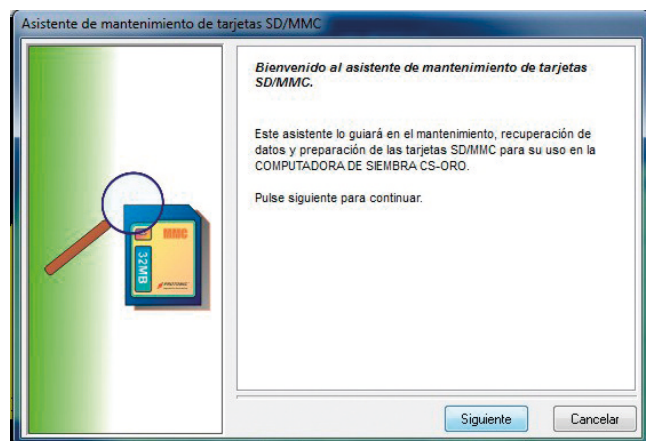 Asistente de mantenimiento de tarjetas SD/MMC
Bienvenido al asistente de mantenimiento de tarjetas
SD/MMC.
Este asistente lo guiará en el mantenimiento, recuperación de
datos y preparación de las tarjetas SD/MMC para su uso en la
COMPUTADORA DE SIEMBRA CS-ORO.
Pulse siguiente para continuar.
MMC
32MB
Siguiente
Cancelar